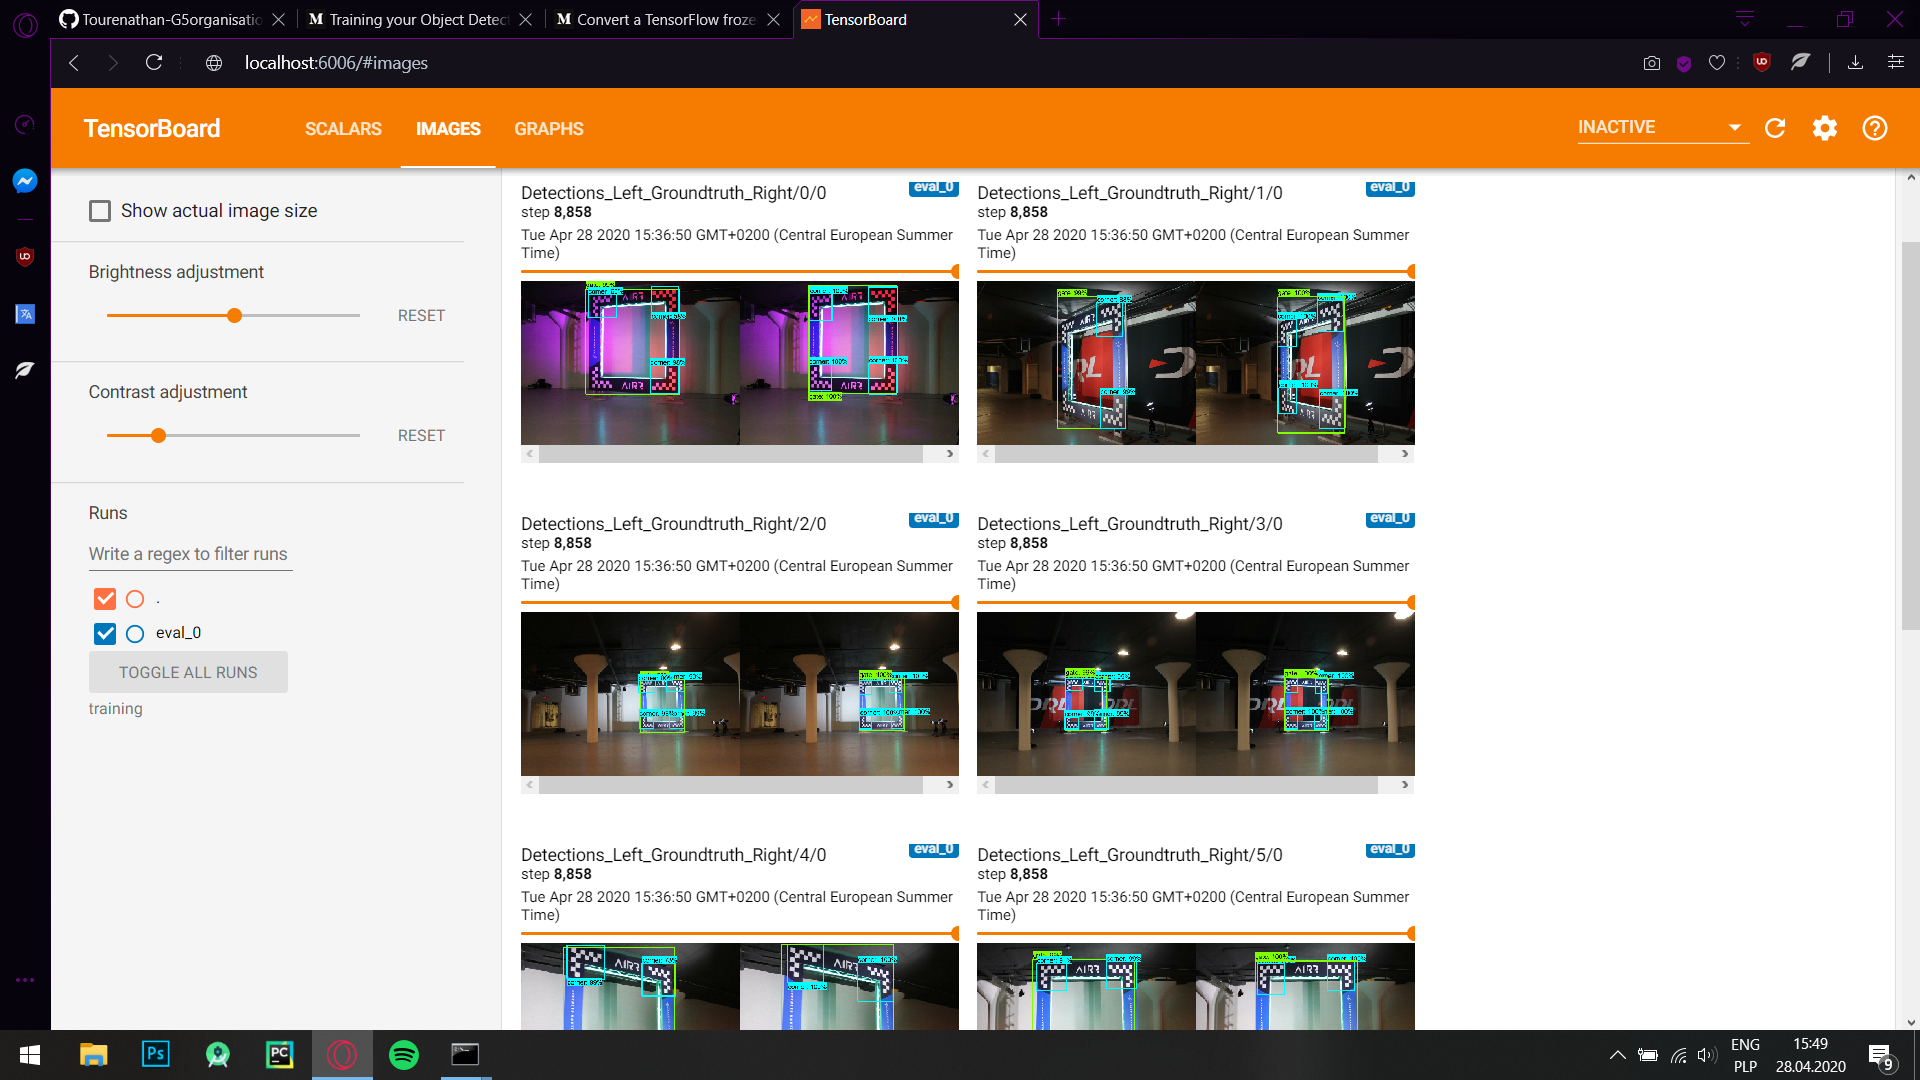 Tourenathan-G5organisatio
Training your Object Detect
Convert a TensorFlow froze
TensorBoard
localhost:6006/#images
TensorBoard
SCALARS
IMAGES
GRAPHS
INACTIVE
Show actual image size
Brightness adjustment
RESET
Contrast adjustment
RESET
Runs
Write a regex to filter runs
.
eval_0
TOGGLE ALL RUNS
training
Detections_Left_Groundtruth_Right/0/0
eval_0
step 8,858
Tue Apr 28 2020 15:36:50 GMT+0200 (Central European Summer
Time)
Detections_Left_Groundtruth_Right/1/0
eval_0
step 8,858
Tue Apr 28 2020 15:36:50 GMT+0200 (Central European Summer
Time)
Detections_Left_Groundtruth_Right/2/0
eval_0
step 8,858
Tue Apr 28 2020 15:36:50 GMT+0200 (Central European Summer
Time)
Detections_Left_Groundtruth_Right/3/0
eval_0
step 8,858
Tue Apr 28 2020 15:36:50 GMT+0200 (Central European Summer
Time)
Detections_Left_Groundtruth_Right/4/0
eval_0
step 8,858
Tue Apr 28 2020 15:36:50 GMT+0200 (Central European Summer
Time)
Detections_Left_Groundtruth_Right/5/0
eval_0
step 8,858
Tue Apr 28 2020 15:36:50 GMT+0200 (Central European Summer
Time)
Ps
PC
ENG
PLP
15:49
28.04.2020
9